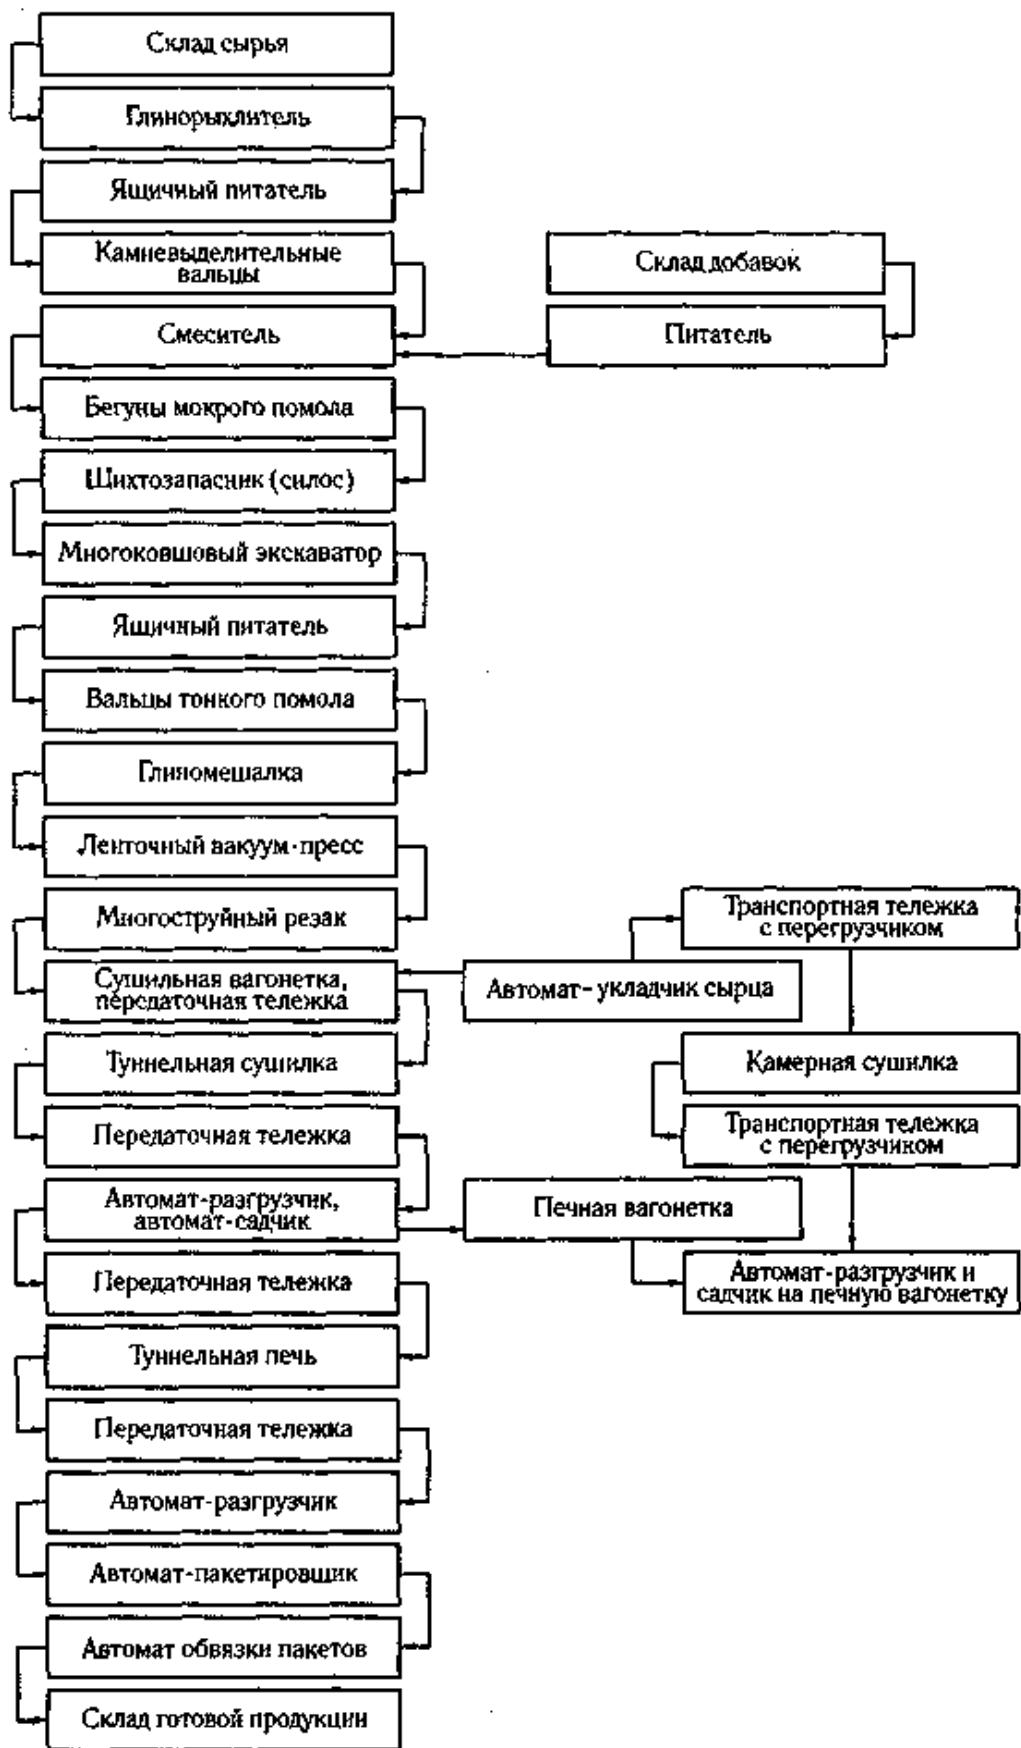 Склад сырья
Глинорыхлитель
Ящичный питатель
Камневыделительные
вальцы
Склад добавок
Смеситель
Питатель
Бегуны мокрого помола
Шихтозапасник (силос)
Многоковшовый экскаватор
Ящичный питатель
Вальцы тонкого помола
Глиномешалка
Ленточный вакуум-пресс
Многоструйный резак
Транспортная тележка
с перегрузчиком
Сушильная вагонетка,
передаточная тележка
Автомат-укладчик сырца
Туннельная сушилка
Камерная сушилка
Передаточная тележка
Транспортная тележка
с перегрузчиком
Автомат-разгрузчик,
автомат-садчик
Печная вагонетка
Передаточная тележка
Автомат-разгрузчик и
садчик на печную вагонетку
Туннельная печь
Передаточная тележка
Автомат-разгрузчик
Автомат-пакетировщик
Автомат обвязки пакетов
Склад готовой продукции